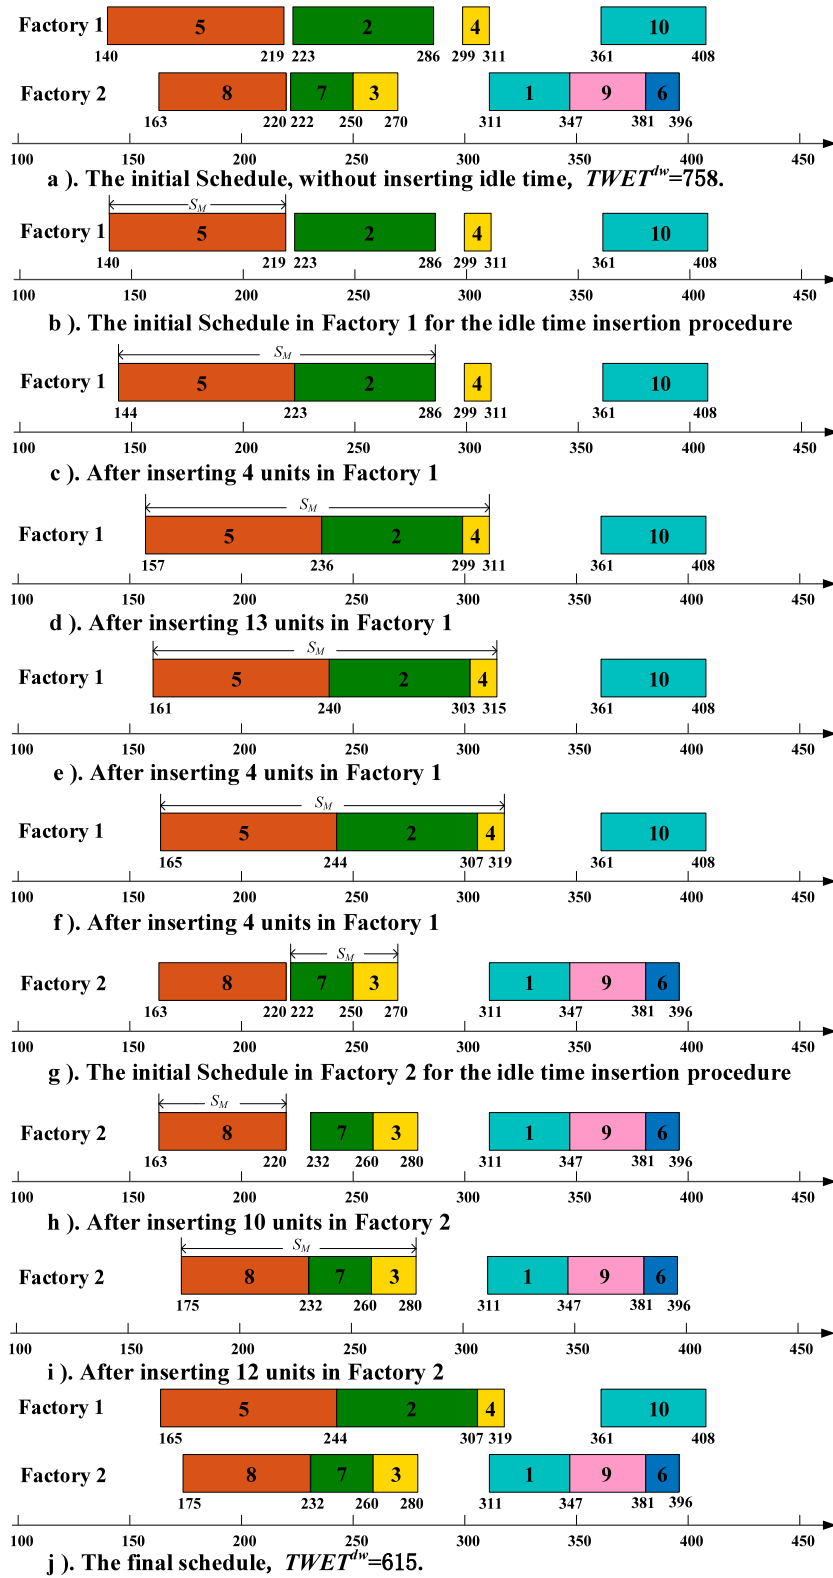 Factory 1 5 2 4 10
140 219 223 286 299 311 361 408
Factory 2 8 7 3 1 9 6
163 220 222 250 270 311 347 381 396
100 150 200 250 300 350 400 450
a ). The initial Schedule, without inserting idle time, TWET^dw=758.
S_M
Factory 1 5 2 4 10
140 219 223 286 299 311 361 408
100 150 200 250 300 350 400 450
b ). The initial Schedule in Factory 1 for the idle time insertion procedure
S_M
Factory 1 5 2 4 10
144 223 286 299 311 361 408
100 150 200 250 300 350 400 450
c ). After inserting 4 units in Factory 1
S_M
Factory 1 5 2 4 10
157 236 299 311 361 408
100 150 200 250 300 350 400 450
d ). After inserting 13 units in Factory 1
S_M
Factory 1 5 2 4 10
161 240 303 315 361 408
100 150 200 250 300 350 400 450
e ). After inserting 4 units in Factory 1
S_M
Factory 1 5 2 4 10
165 244 307 319 361 408
100 150 200 250 300 350 400 450
f ). After inserting 4 units in Factory 1
S_M
Factory 2 8 7 3 1 9 6
163 220 222 250 270 311 347 381 396
100 150 200 250 300 350 400 450
g ). The initial Schedule in Factory 2 for the idle time insertion procedure
S_M
Factory 2 8 7 3 1 9 6
163 220 232 260 280 311 347 381 396
100 150 200 250 300 350 400 450
h ). After inserting 10 units in Factory 2
S_M
Factory 2 8 7 3 1 9 6
175 232 260 280 311 347 381 396
100 150 200 250 300 350 400 450
i ). After inserting 12 units in Factory 2
Factory 1 5 2 4 10
165 244 307 319 361 408
Factory 2 8 7 3 1 9 6
175 232 260 280 311 347 381 396
100 150 200 250 300 350 400 450
j ). The final schedule, TWET^dw=615.